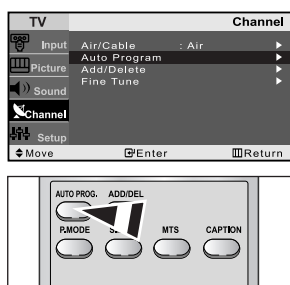 TV Channel
Input Air/Cable : Air
Auto Program
Picture Add/Delete
Fine Tune
Sound
Channel
Setup
Move Enter Return
AUTO PROG. ADD/DEL
P.MODE MTS CAPTION